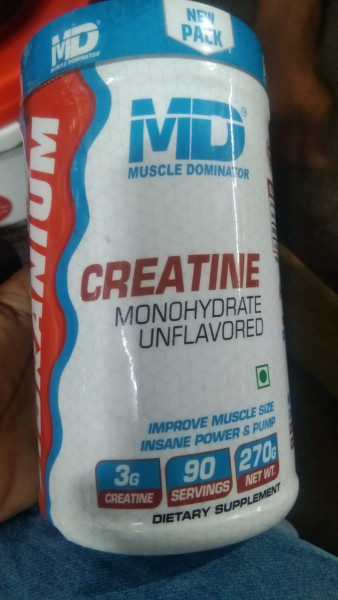 NEW
PACK
MD
MUSCLE DOMINATOR
MD®
MUSCLE DOMINATOR
CREATINE
MONOHYDRATE
UNFLAVORED
IMPROVE MUSCLE SIZE
INSANE POWER & PUMP
3G
CREATINE
90
SERVINGS
270g
NET WT.
DIETARY SUPPLEMENT